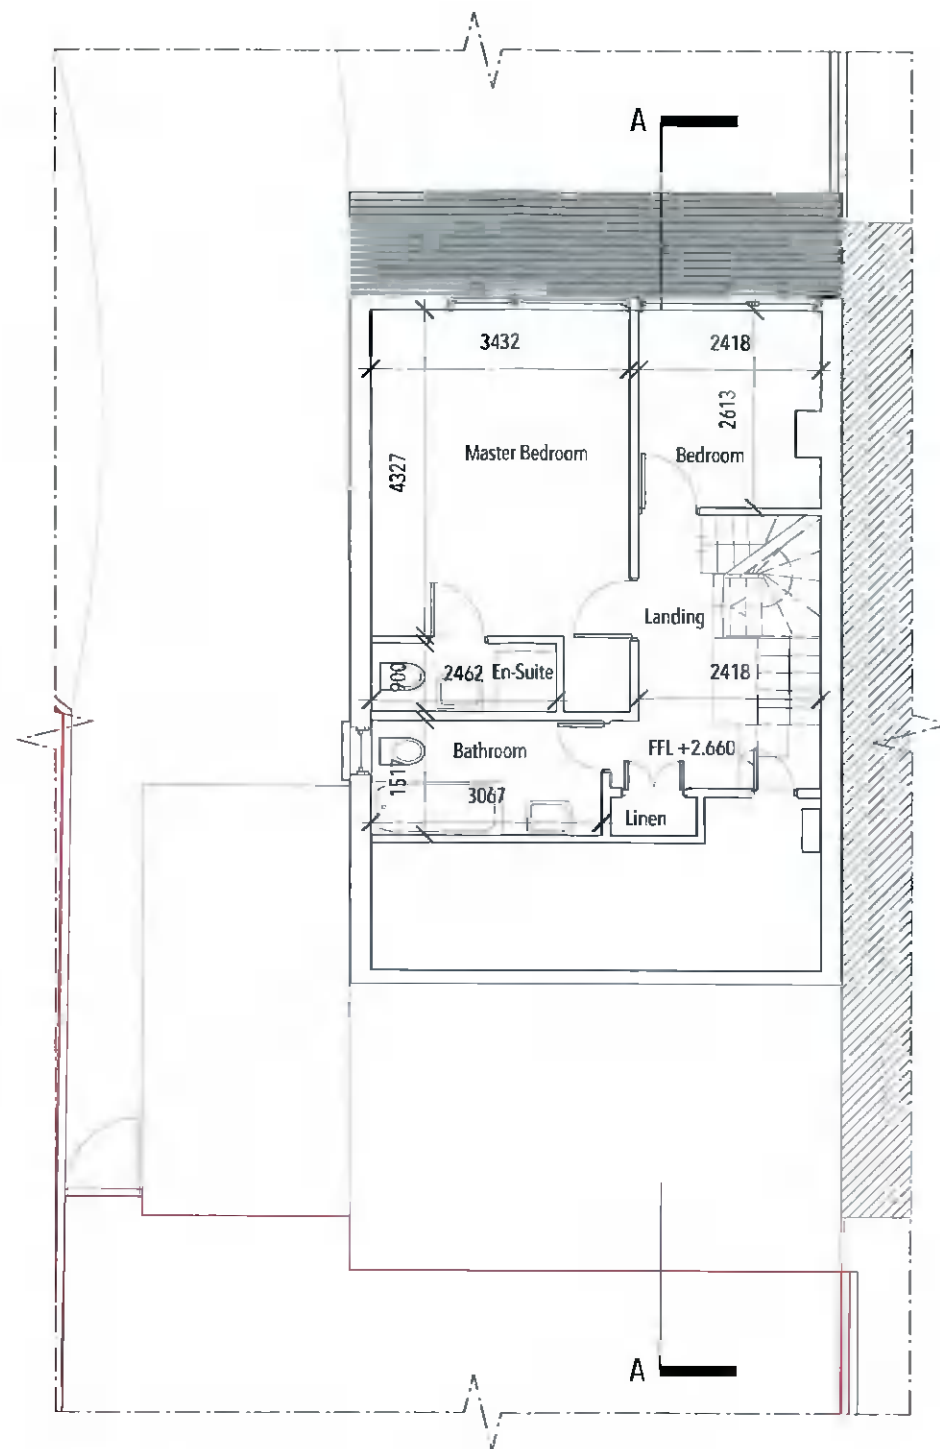 A
3432
2418
2613
4327
Master Bedroom
Bedroom
Landing
900
2462
En-Suite
2418
Bathroom
FFL +2.660
1517
3067
Linen
A